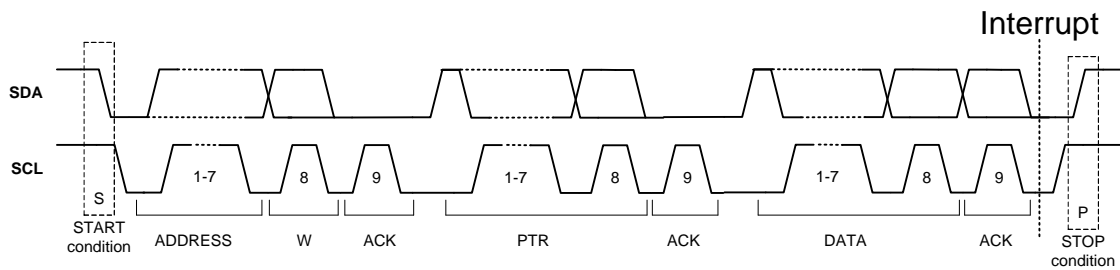 Interrupt
SDA
SCL
1-7 8 9 1-7 8 9 1-7 8 9
S P
START
condition
ADDRESS W ACK PTR ACK DATA ACK
STOP
condition